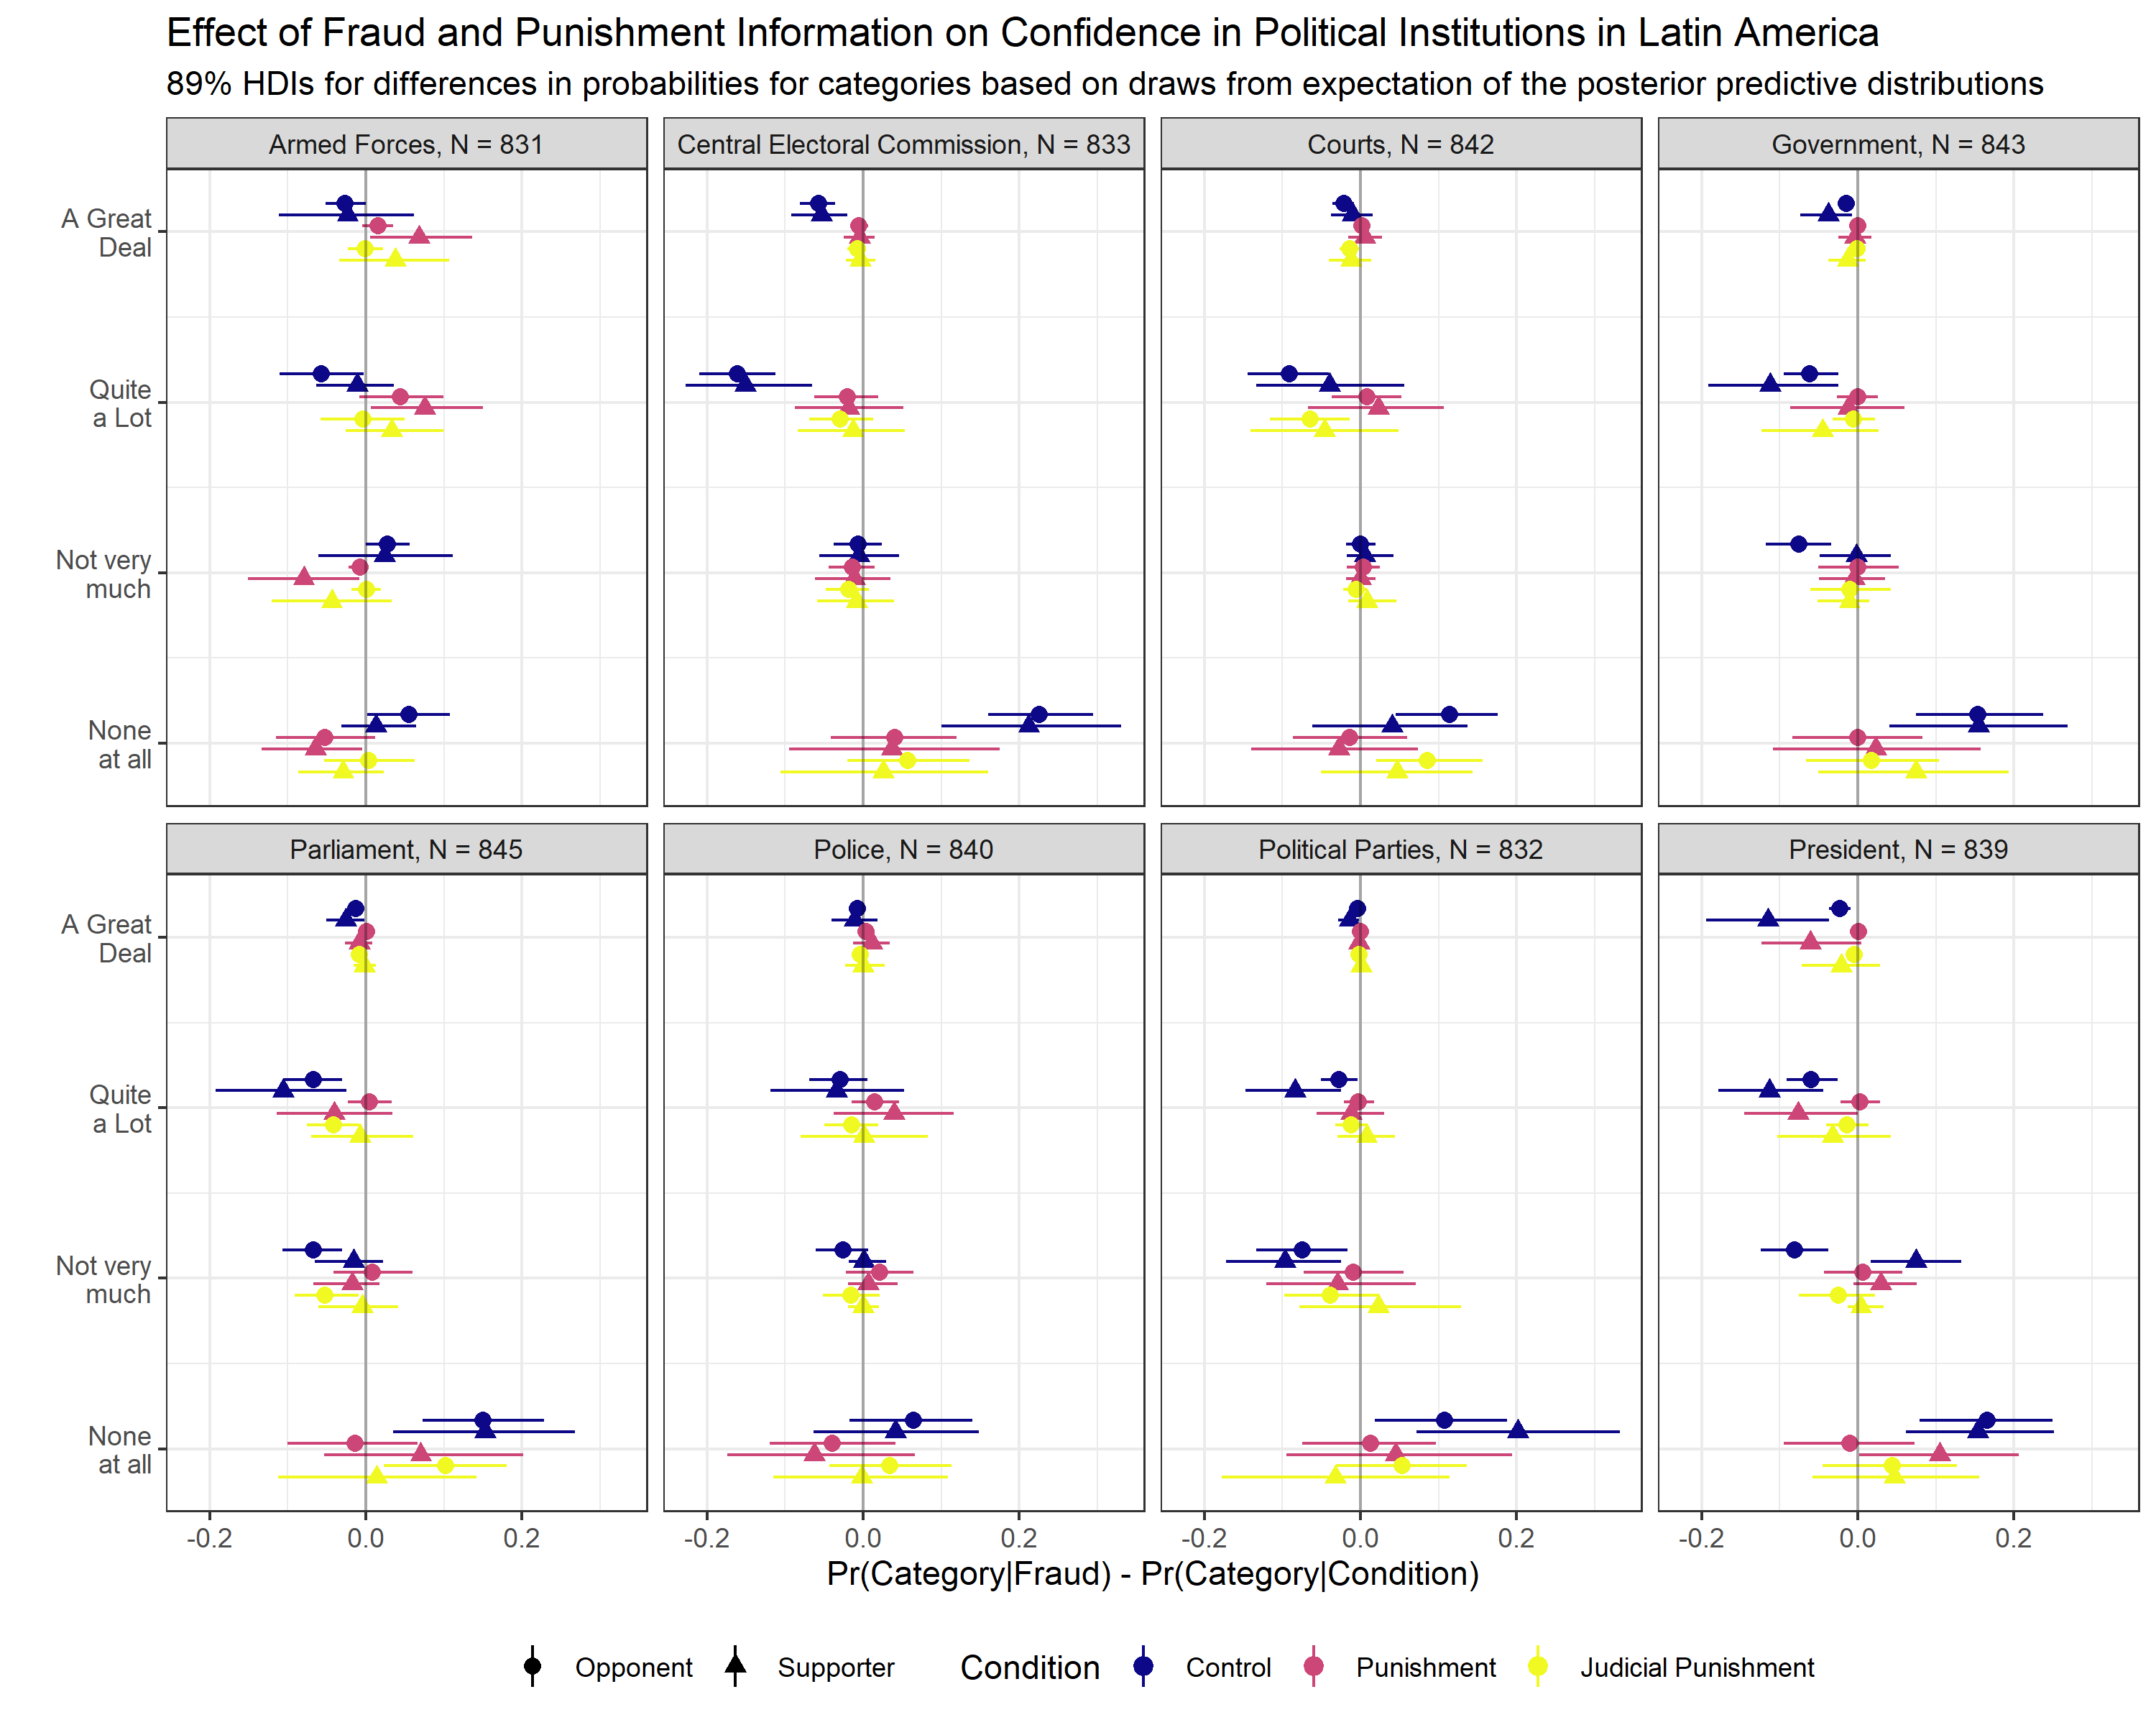 Effect of Fraud and Punishment Information on Confidence in Political Institutions in Latin America
89% HDIs for differences in probabilities for categories based on draws from expectation of the posterior predictive distributions
Armed Forces, N = 831
Central Electoral Commission, N = 833
Courts, N = 842
Government, N = 843
A Great
Deal
Quite
a Lot
Not very
much
None
at all
Parliament, N = 845
Police, N = 840
Political Parties, N = 832
President, N = 839
A Great
Deal
Quite
a Lot
Not very
much
None
at all
-0.2 0.0 0.2
-0.2 0.0 0.2
-0.2 0.0 0.2
-0.2 0.0 0.2
Pr(Category|Fraud) - Pr(Category|Condition)
Opponent Supporter Condition Control Punishment Judicial Punishment